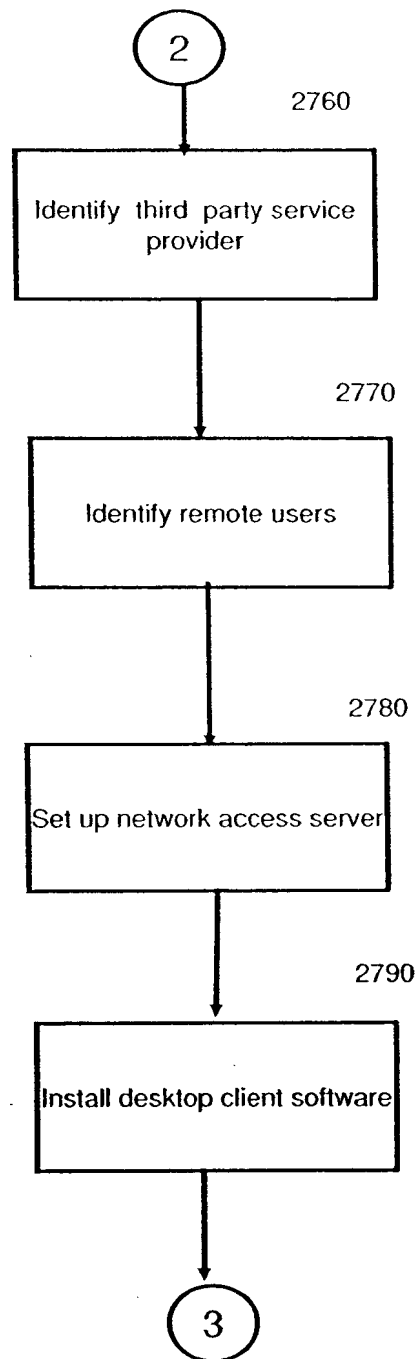 2
2760
Identify third party service
provider
2770
Identify remote users
2780
Set up network access server
2790
Install desktop client software
3